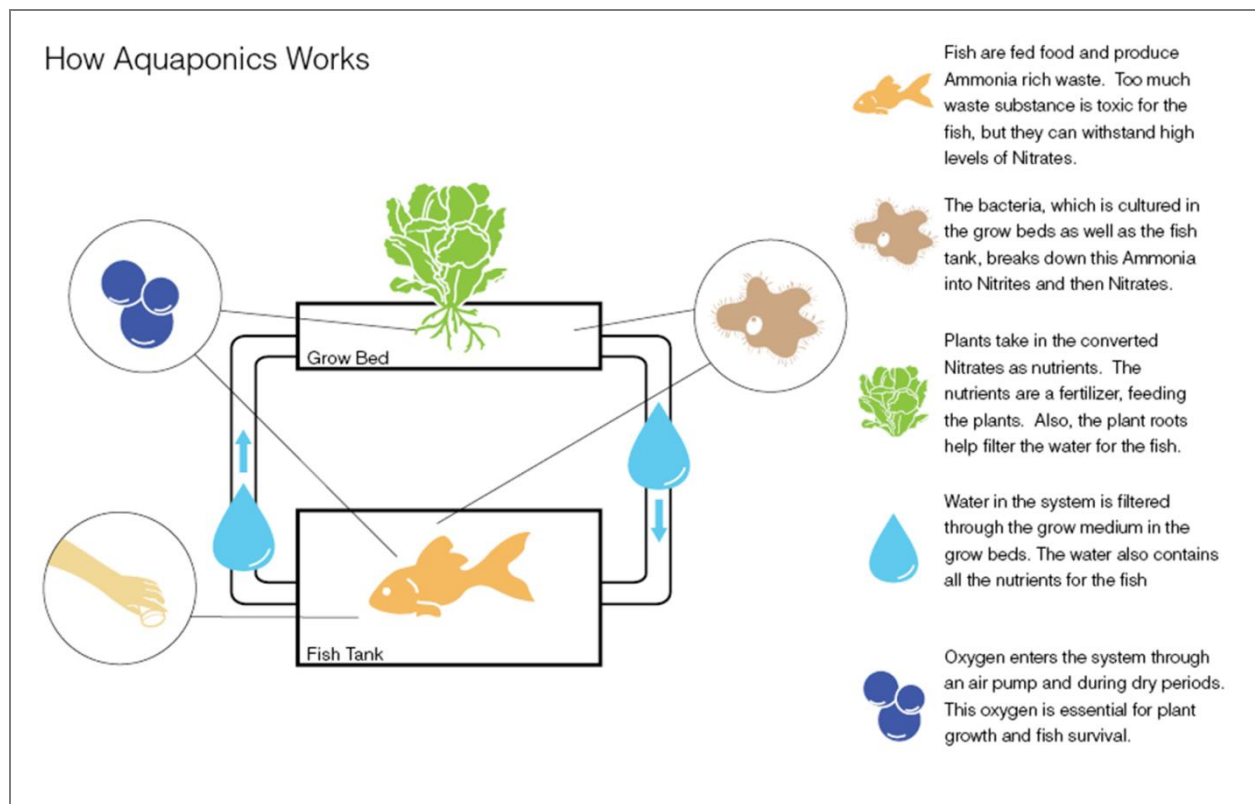 How Aquaponics Works
Grow Bed
Fish Tank
Fish are fed food and produce
Ammonia rich waste. Too much
waste substance is toxic for the
fish, but they can withstand high
levels of Nitrates.
The bacteria, which is cultured in
the grow beds as well as the fish
tank, breaks down this Ammonia
into Nitrites and then Nitrates.
Plants take in the converted
Nitrates as nutrients. The
nutrients are a fertilizer, feeding
the plants. Also, the plant roots
help filter the water for the fish.
Water in the system is filtered
through the grow medium in the
grow beds. The water also contains
all the nutrients for the fish
Oxygen enters the system through
an air pump and during dry periods.
This oxygen is essential for plant
growth and fish survival.